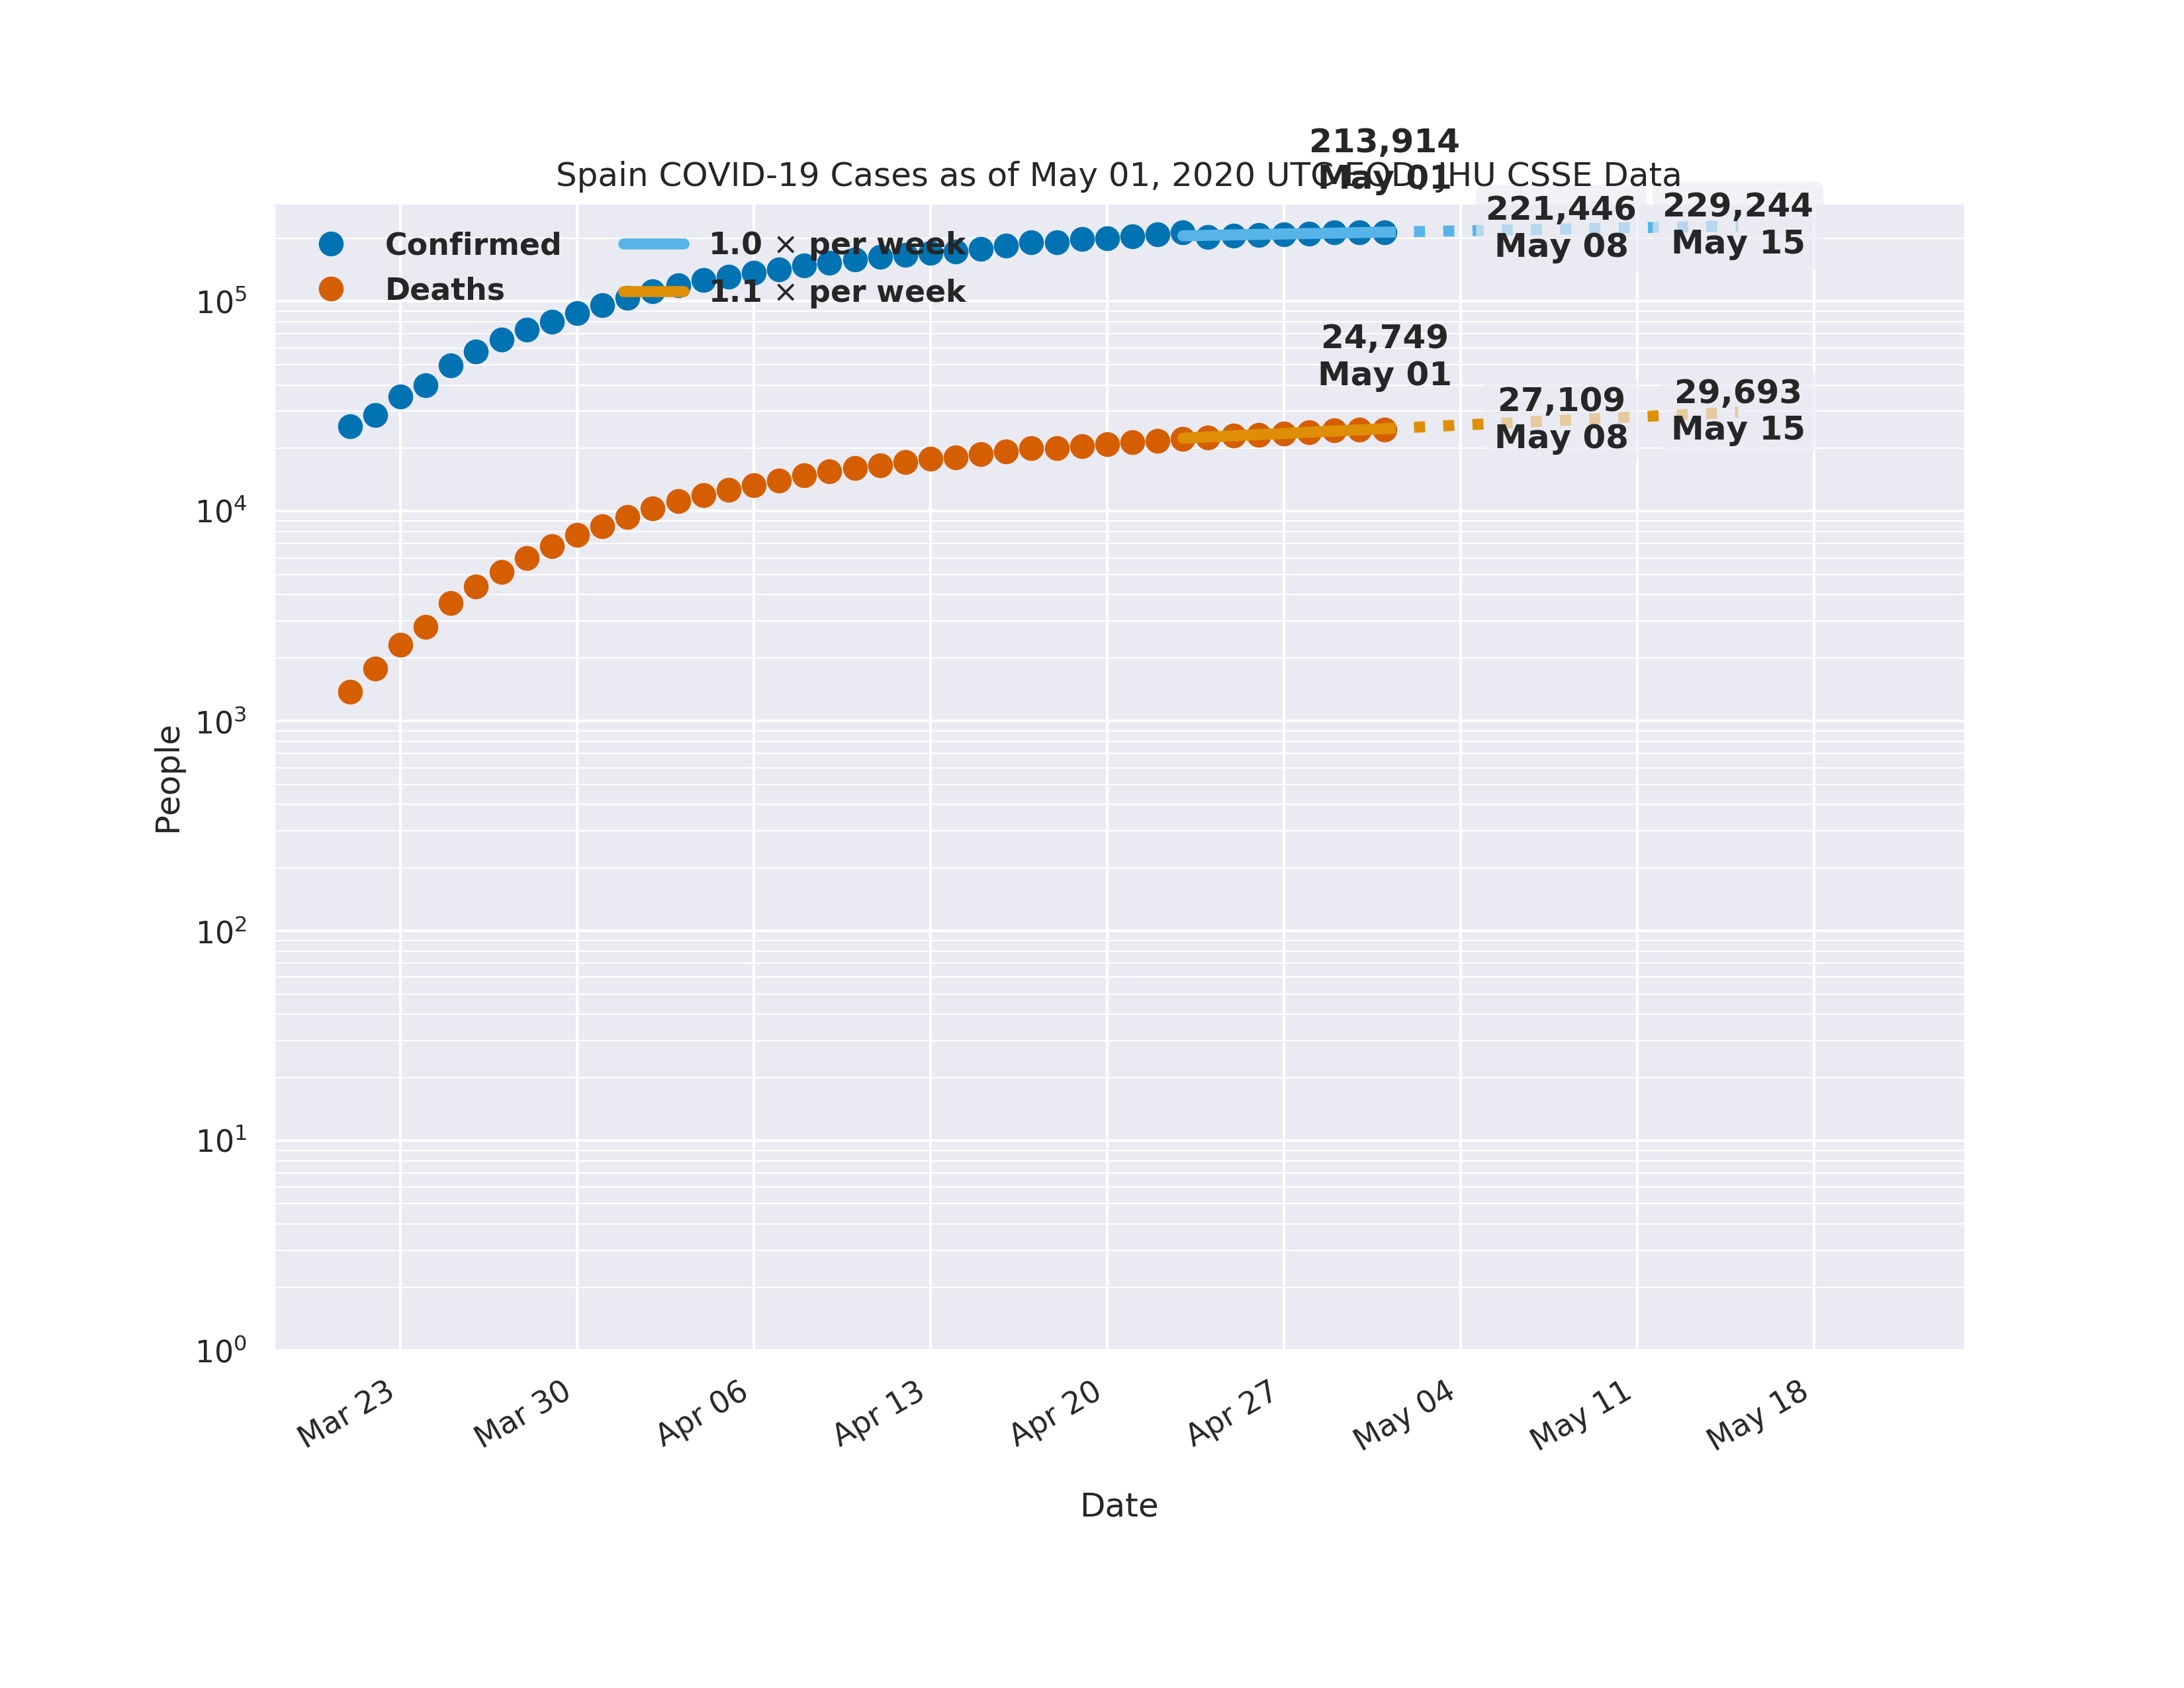 213,914
May 01
Spain COVID-19 Cases as of May 01, 2020 UTC EOD, JHU CSSE Data
221,446
May 08
229,244
May 15
Confirmed
Deaths
1.0 × per week
1.1 × per week
24,749
May 01
27,109
May 08
29,693
May 15
People
10⁵
10⁴
10³
10²
10¹
10⁰
Mar 23
Mar 30
Apr 06
Apr 13
Apr 20
Apr 27
May 04
May 11
May 18
Date